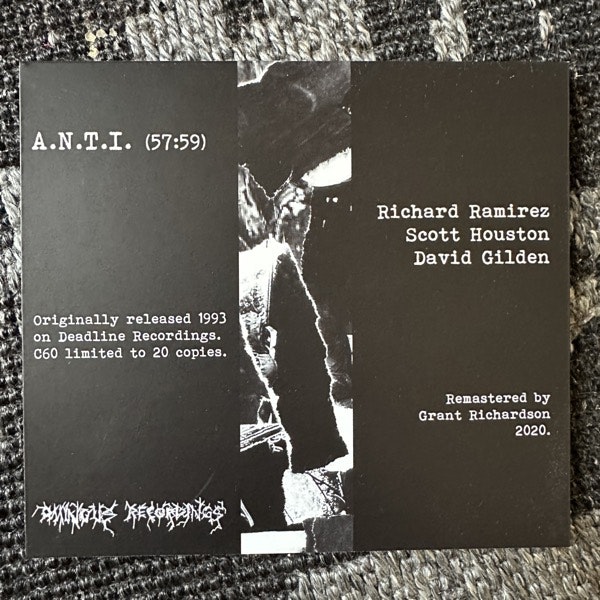 A.N.T.I. (57:59)
Richard Ramirez
Scott Houston
David Gilden
Originally released 1993
on Deadline Recordings.
C60 limited to 20 copies.
Remastered by
Grant Richardson
2020.
RECORDINGS